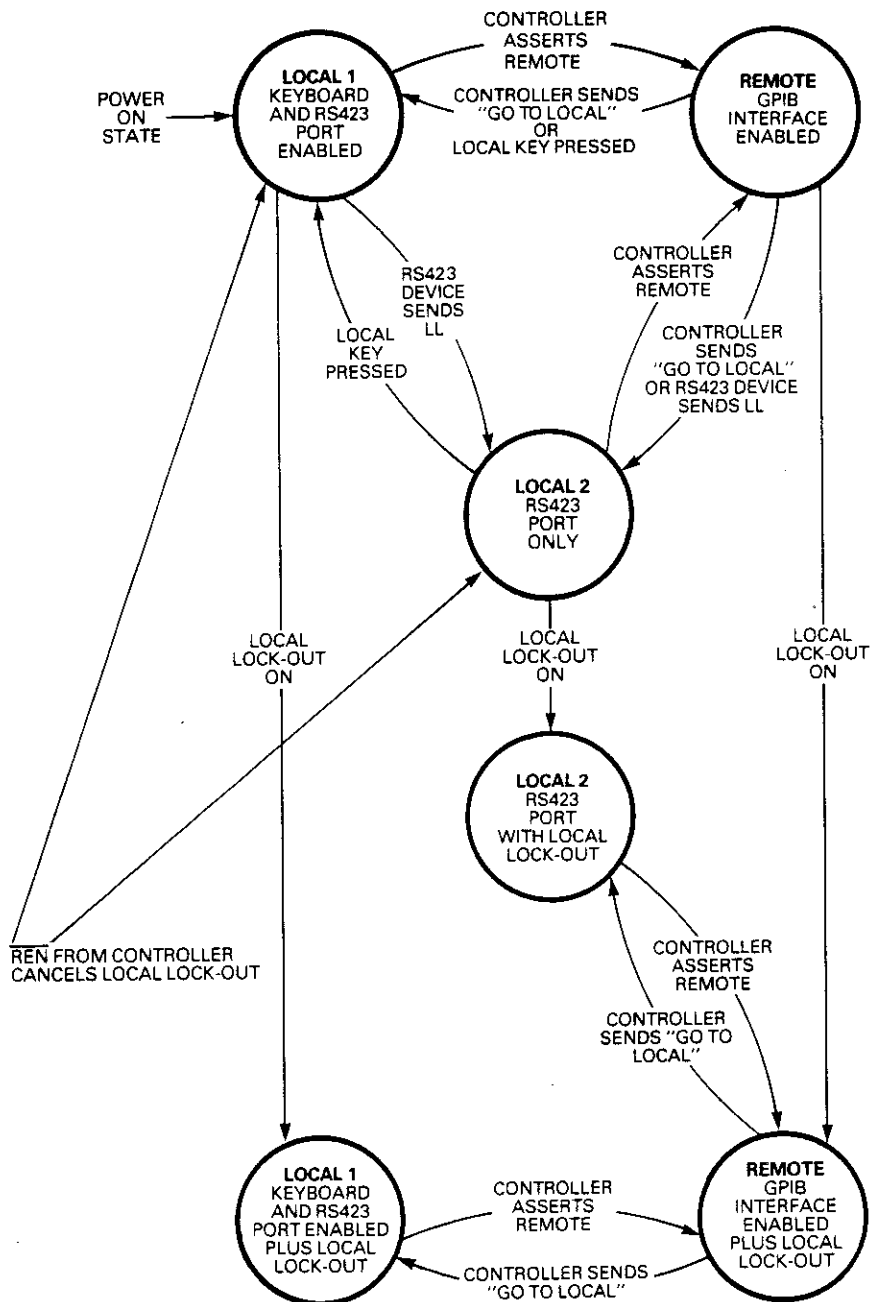 CONTROLLER
ASSERTS
REMOTE
LOCAL 1
KEYBOARD
AND RS423
PORT
ENABLED
REMOTE
GPIB
INTERFACE
ENABLED
POWER
ON
STATE
CONTROLLER SENDS
"GO TO LOCAL"
OR
LOCAL KEY PRESSED
RS423
DEVICE
SENDS
LL
CONTROLLER
ASSERTS
REMOTE
LOCAL
KEY
PRESSED
CONTROLLER
SENDS
"GO TO LOCAL"
OR RS423 DEVICE
SENDS LL
LOCAL 2
RS423
PORT
ONLY
LOCAL
LOCK-OUT
ON
LOCAL
LOCK-OUT
ON
LOCAL
LOCK-OUT
ON
LOCAL 2
RS423
PORT
WITH LOCAL
LOCK-OUT
REN FROM CONTROLLER
CANCELS LOCAL LOCK-OUT
CONTROLLER
ASSERTS
REMOTE
CONTROLLER
SENDS "GO TO
LOCAL"
LOCAL 1
KEYBOARD
AND RS423
PORT ENABLED
PLUS LOCAL
LOCK-OUT
CONTROLLER
ASSERTS
REMOTE
CONTROLLER SENDS
"GO TO LOCAL"
REMOTE
GPIB
INTERFACE
ENABLED
PLUS LOCAL
LOCK-OUT